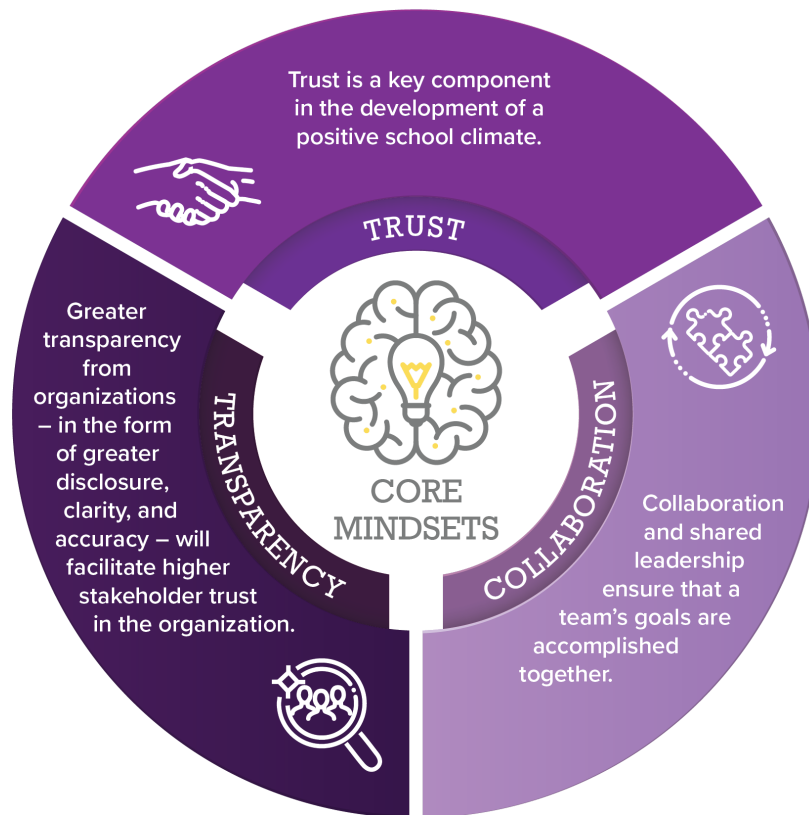 Trust is a key component
in the development of a
positive school climate.
TRUST
Greater
transparency
from
organizations
– in the form
of greater
disclosure,
clarity, and
accuracy – will
facilitate higher
stakeholder trust
in the organization.
TRANSPARENCY
CORE
MINDSETS
COLLABORATION
Collaboration
and shared
leadership
ensure that a
team’s goals are
accomplished
together.